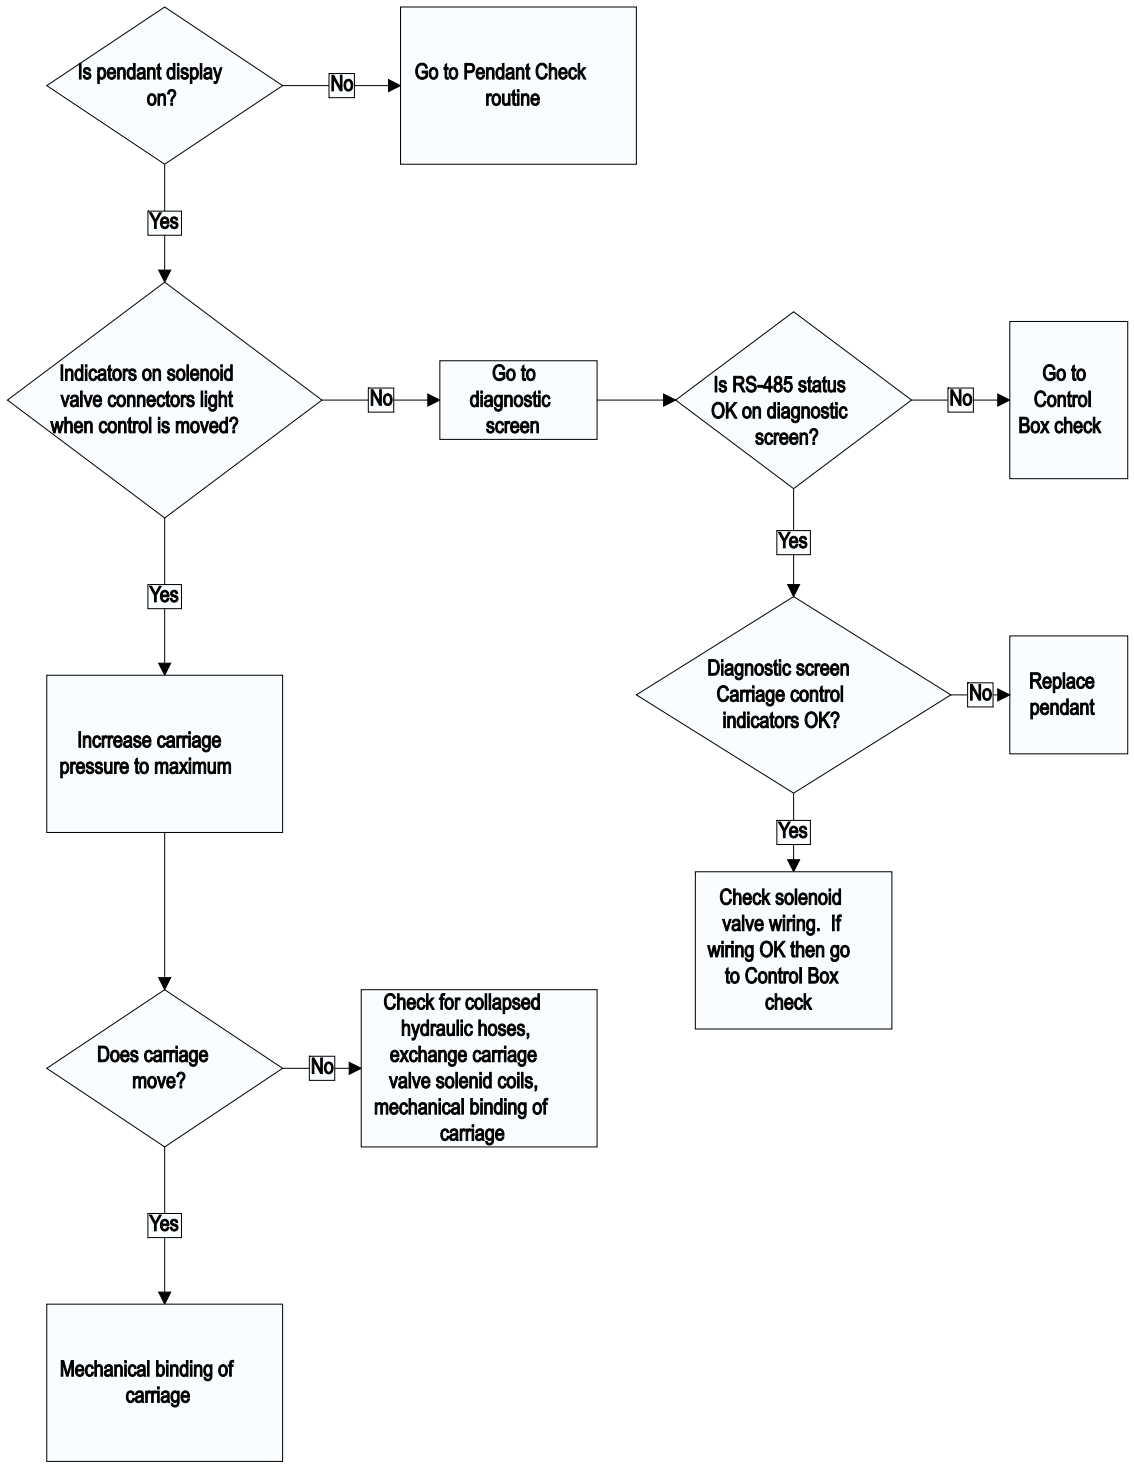 Is pendant display
on?
No
Go to Pendant Check
routine
Yes
Indicators on solenoid
valve connectors light
when control is moved?
No
Go to
diagnostic
screen
Is RS-485 status
OK on diagnostic
screen?
No
Go to
Control
Box check
Yes
Yes
Diagnostic screen
Carriage control
indicators OK?
No
Replace
pendant
Incrrease carriage
pressure to maximum
Yes
Check solenoid
valve wiring.  If
wiring OK then go
to Control Box
check
Does carriage
move?
No
Check for collapsed
hydraulic hoses,
exchange carriage
valve solenid coils,
mechanical binding of
carriage
Yes
Mechanical binding of
carriage